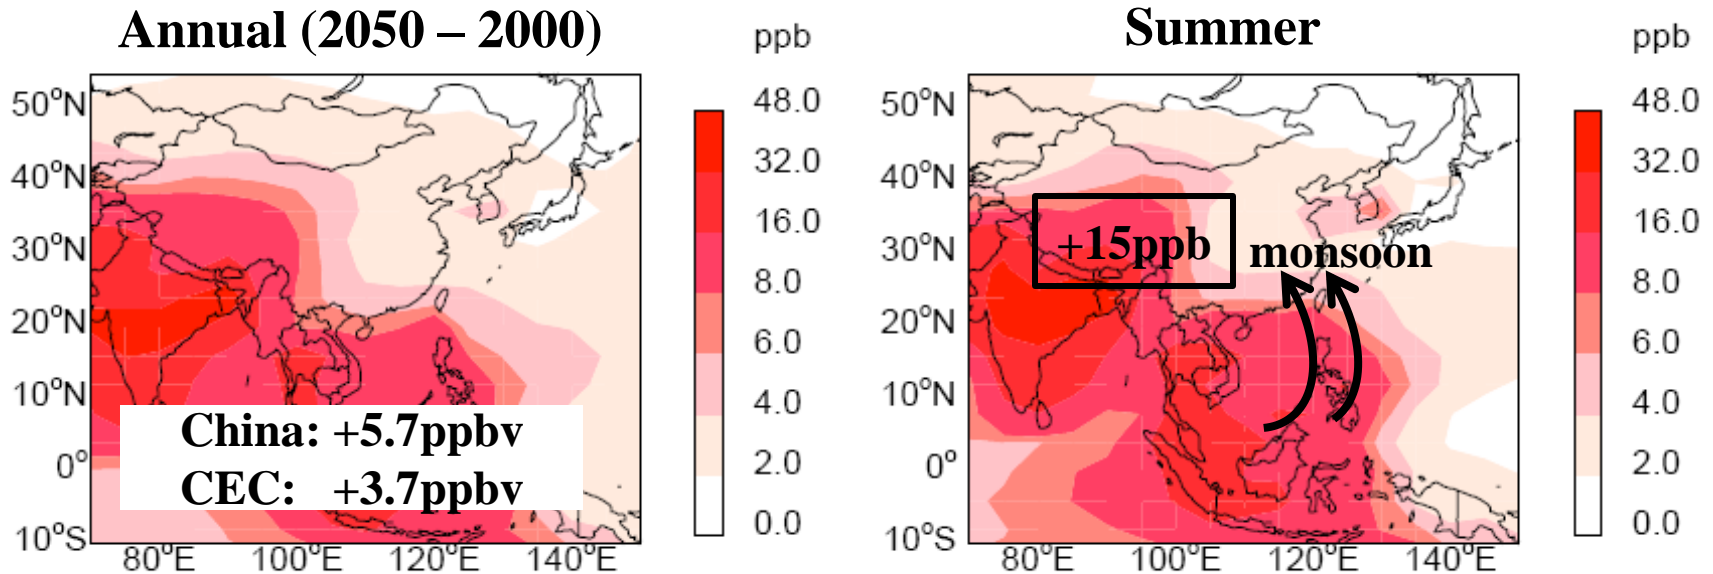 Annual (2050 – 2000)
ppb
50°N
40°N
30°N
20°N
10°N
0°
10°S
80°E 100°E 120°E 140°E
China: +5.7ppbv
CEC: +3.7ppbv
48.0
32.0
16.0
8.0
6.0
4.0
2.0
0.0
Summer
ppb
50°N
40°N
30°N
20°N
10°N
0°
10°S
80°E 100°E 120°E 140°E
+15ppb
monsoon
48.0
32.0
16.0
8.0
6.0
4.0
2.0
0.0